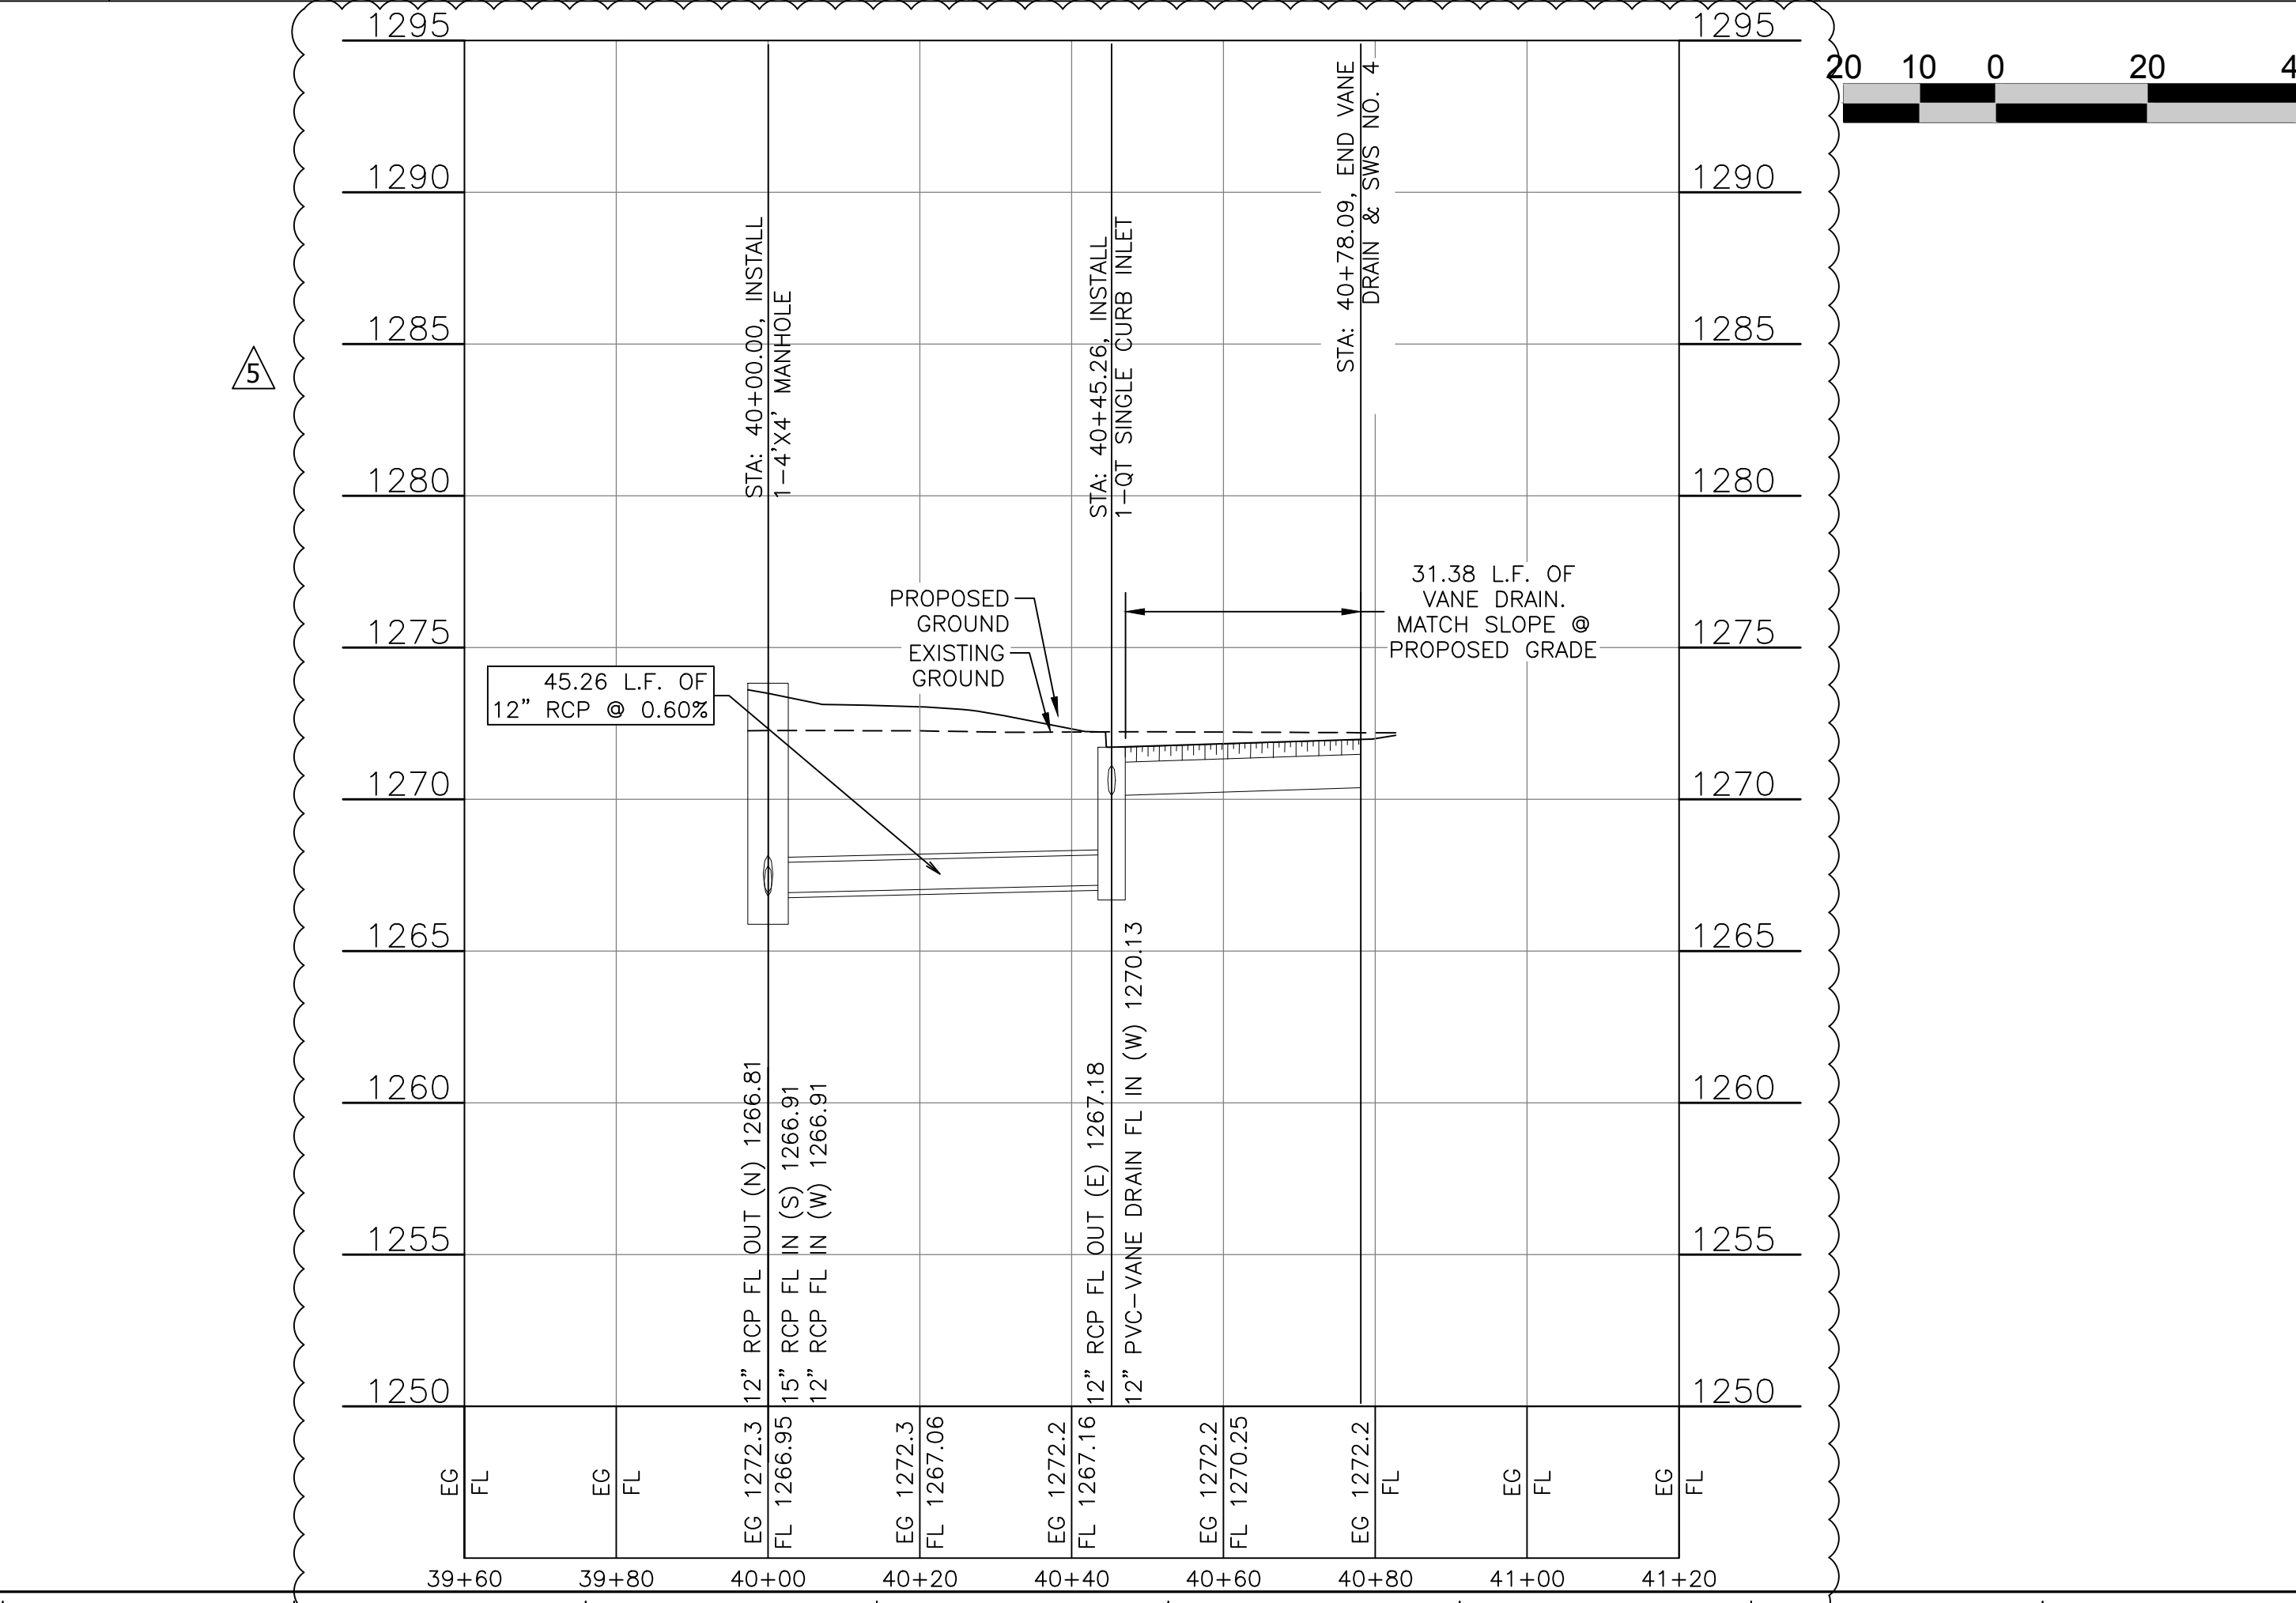 20 10 0 20
1295 1295
1290 1290
1285 1285
1280 1280
1275 1275
1270 1270
1265 1265
1260 1260
1255 1255
1250 1250
5
STA: 40+00.00, INSTALL
1-4'X4' MANHOLE
STA: 40+45.26, INSTALL
1-QT SINGLE CURB INLET
STA: 40+78.09, END VANE
DRAIN & SWS NO. 4
PROPOSED
GROUND
EXISTING
GROUND
31.38 L.F. OF
VANE DRAIN.
MATCH SLOPE @
PROPOSED GRADE
45.26 L.F. OF
12" RCP @ 0.60%
12" RCP FL OUT (N) 1266.81
15" RCP FL IN (S) 1266.91
12" RCP FL IN (W) 1266.91
12" RCP FL OUT (E) 1267.18
12" PVC-VANE DRAIN FL IN (W) 1270.13
EG
FL
EG
FL
EG 1272.3
FL 1266.95
EG 1272.3
FL 1267.06
EG 1272.2
FL 1267.16
EG 1272.2
FL 1270.25
EG 1272.2
FL
EG
FL
EG
FL
39+60 39+80 40+00 40+20 40+40 40+60 40+80 41+00 41+20